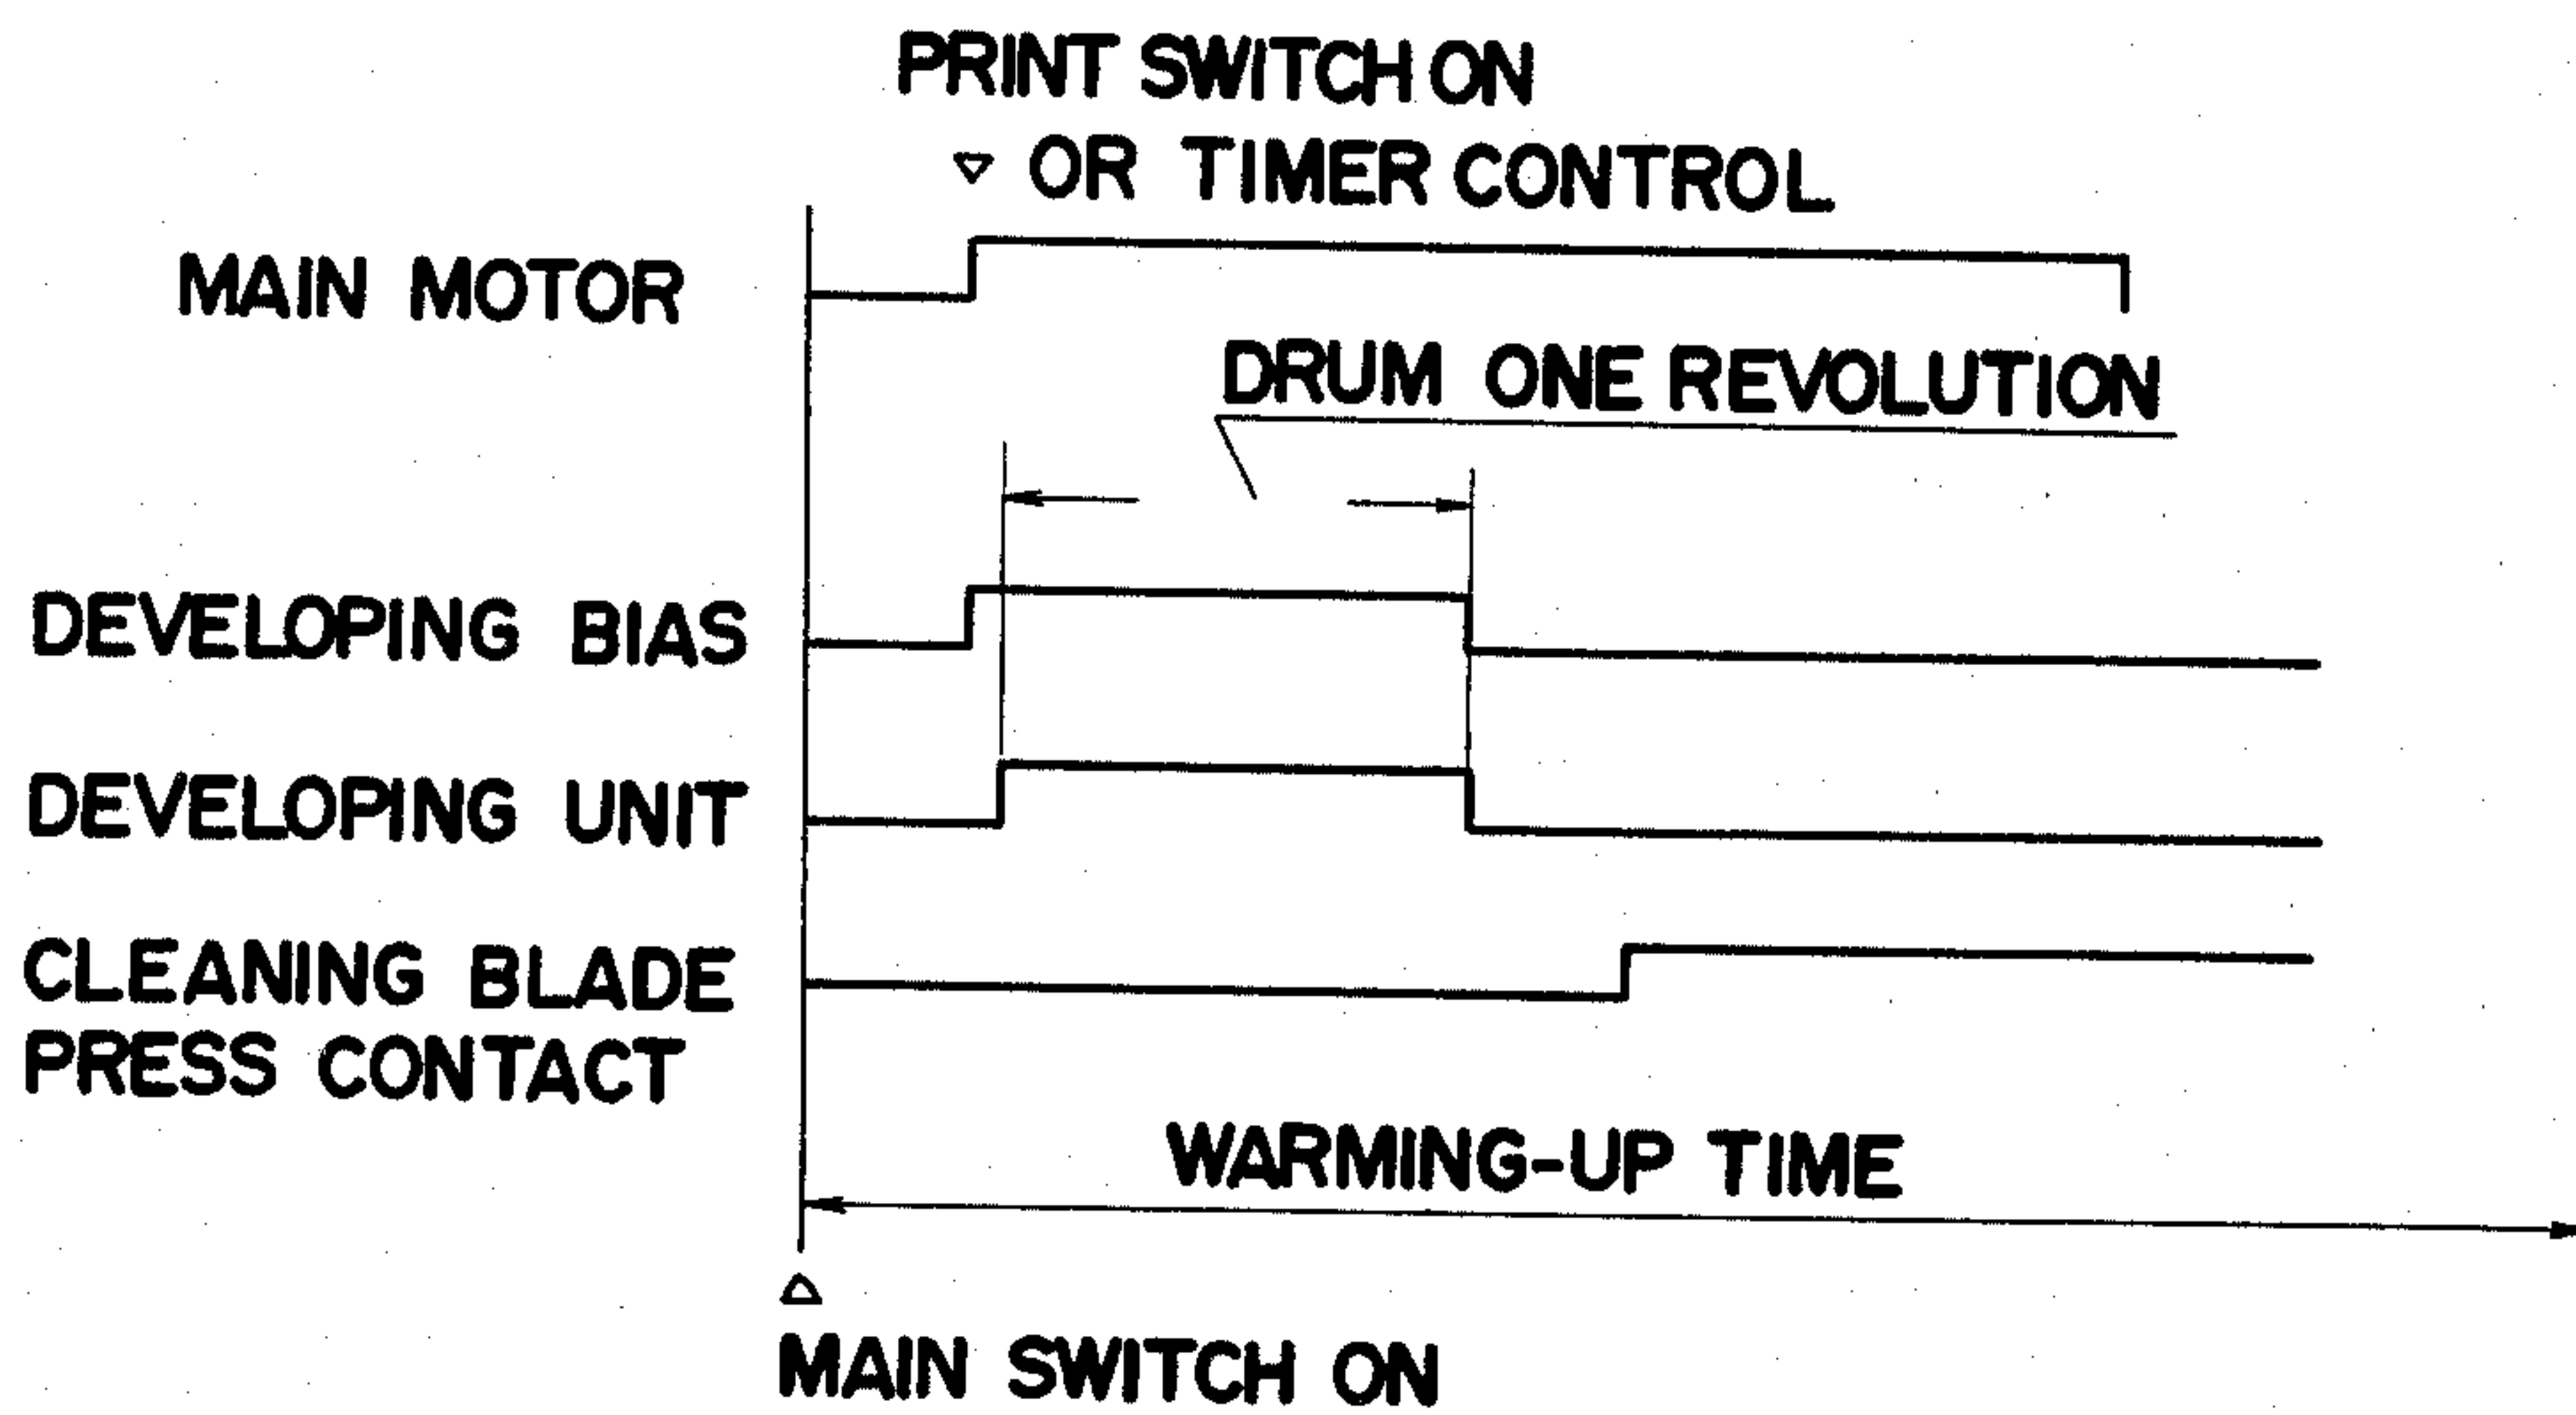 PRINT SWITCH ON
OR TIMER CONTROL
MAIN MOTOR
DRUM ONE REVOLUTION
DEVELOPING BIAS
DEVELOPING UNIT
CLEANING BLADE
PRESS CONTACT
WARMING-UP TIME
MAIN SWITCH ON